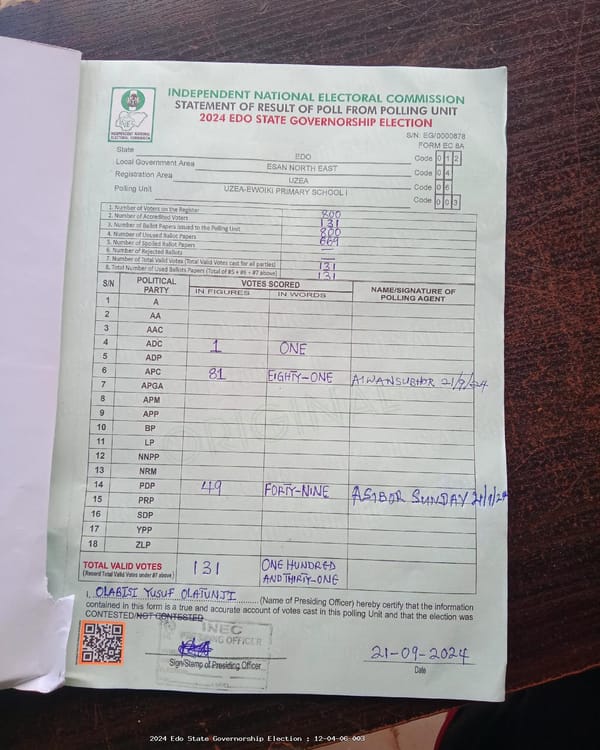 INDEPENDENT NATIONAL ELECTORAL COMMISSION
STATEMENT OF RESULT OF POLL FROM POLLING UNIT
2024 EDO STATE GOVERNORSHIP ELECTION
INDEPENDENT NATIONAL
ELECTORAL COMMISSION
S/N: EG/0000878
FORM EC 8A
State EDO Code 0 1 2
Local Government Area ESAN NORTH EAST Code 0 4
Registration Area UZEA Code 0 6
Polling Unit UZEA-EWOIKI PRIMARY SCHOOL I Code 0 0 3
1. Number of Voters on the Register 800
2. Number of Accredited Voters 131
3. Number of Ballot Papers issued to the Polling Unit 800
4. Number of Unused Ballot Papers 669
5. Number of Spoiled Ballot Papers —
6. Number of Rejected Ballots —
7. Number of Total Valid Votes (Total Valid Votes cast for all parties) 131
8. Total Number of Used Ballots Papers (Total of #5 + #6 + #7 above) 131
S/N POLITICAL PARTY VOTES SCORED NAME/SIGNATURE OF POLLING AGENT
IN FIGURES IN WORDS
1 A
2 AA
3 AAC
4 ADC 1 ONE
5 ADP
6 APC 81 EIGHTY-ONE 21/9/24
7 APGA
8 APM
9 APP
10 BP
11 LP
12 NNPP
13 NRM
14 PDP 49 FORTY-NINE ASIBOR SUNDAY 21/9/24
15 PRP
16 SDP
17 YPP
18 ZLP
ORIGINAL
TOTAL VALID VOTES 131 ONE HUNDRED
(Record Total Valid Votes under #7 above) AND THIRTY-ONE
I, OLABISI YUSUF OLATUNJI (Name of Presiding Officer) hereby certify that the information
contained in this form is a true and accurate account of votes cast in this polling Unit and that the election was
CONTESTED/NOT CONTESTED
INEC
PRESIDING OFFICER
21-09-2024
Sign/Stamp of Presiding Officer
Date
2024 Edo State Governorship Election : 12-04-06-003